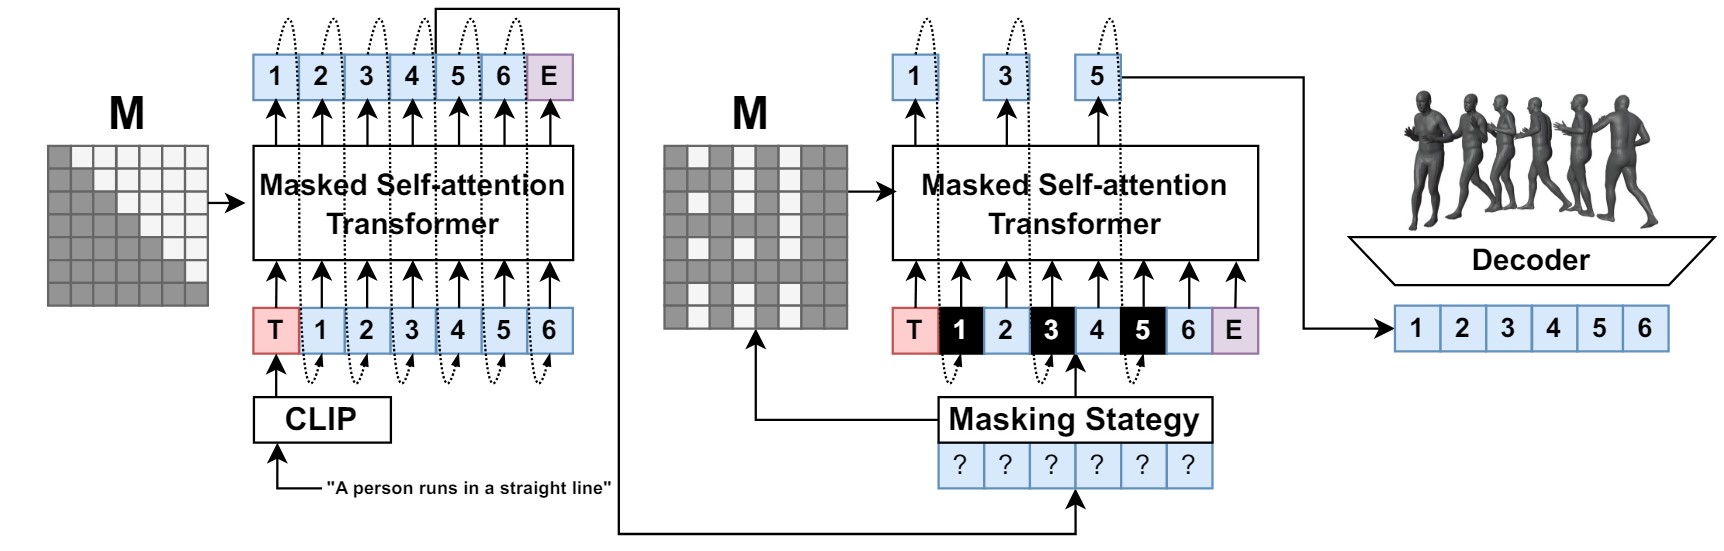 1 2 3 4 5 6 E
M
Masked Self-attention
Transformer
T 1 2 3 4 5 6
CLIP
"A person runs in a straight line"
1 3 5
M
Masked Self-attention
Transformer
T 1 2 3 4 5 6 E
Masking Stategy
? ? ? ? ? ?
Decoder
1 2 3 4 5 6